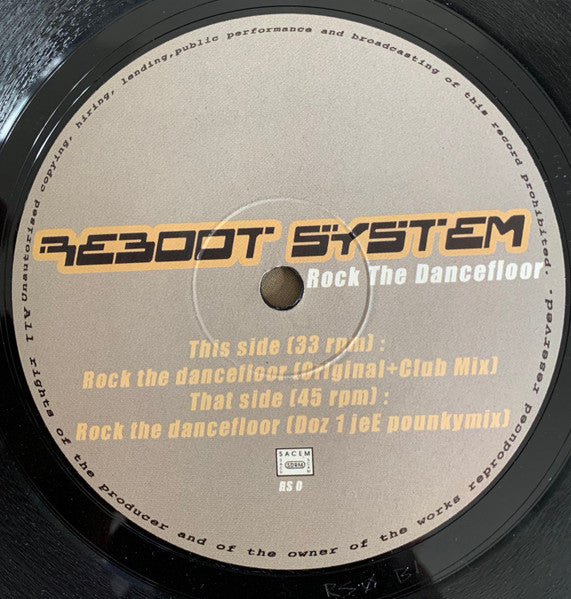 All rights of the producer and of the owner of the works reproduced reserved. Unautorised copying, hiring, lending, public performance and broadcasting of this record prohibited.
REBOOT SYSTEM
Rock The Dancefloor
This side (33 rpm) :
Rock the dancefloor (Original+Club Mix)
That side (45 rpm) :
Rock the dancefloor (Doz 1 jeE pounkymix)
SACEM
SDRM
RS 0